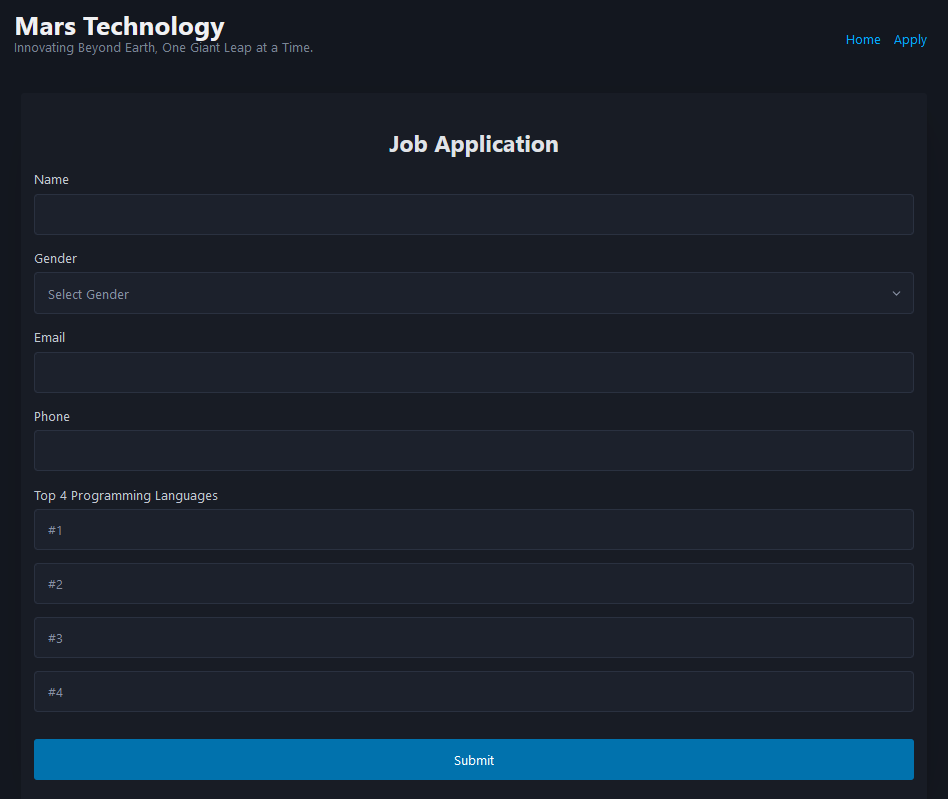 Mars Technology
Innovating Beyond Earth, One Giant Leap at a Time.
Home Apply
Job Application
Name
Gender
Select Gender
Email
Phone
Top 4 Programming Languages
#1
#2
#3
#4
Submit